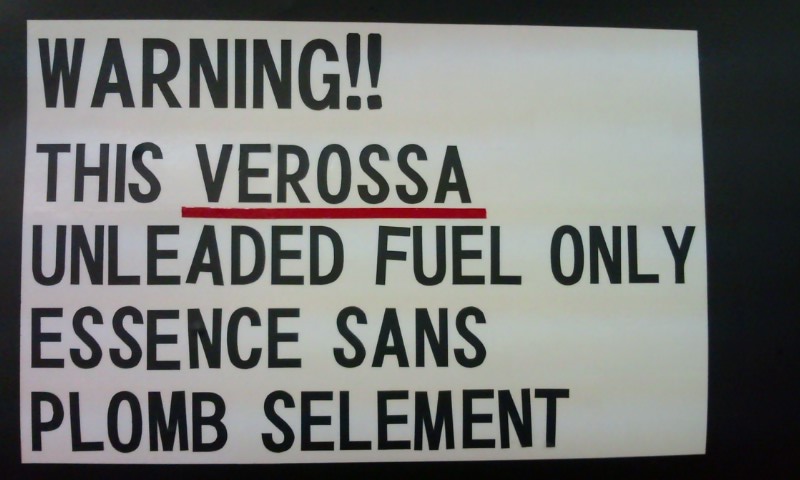 WARNING!!
THIS VEROSSA
UNLEADED FUEL ONLY
ESSENCE SANS
PLOMB SELEMENT